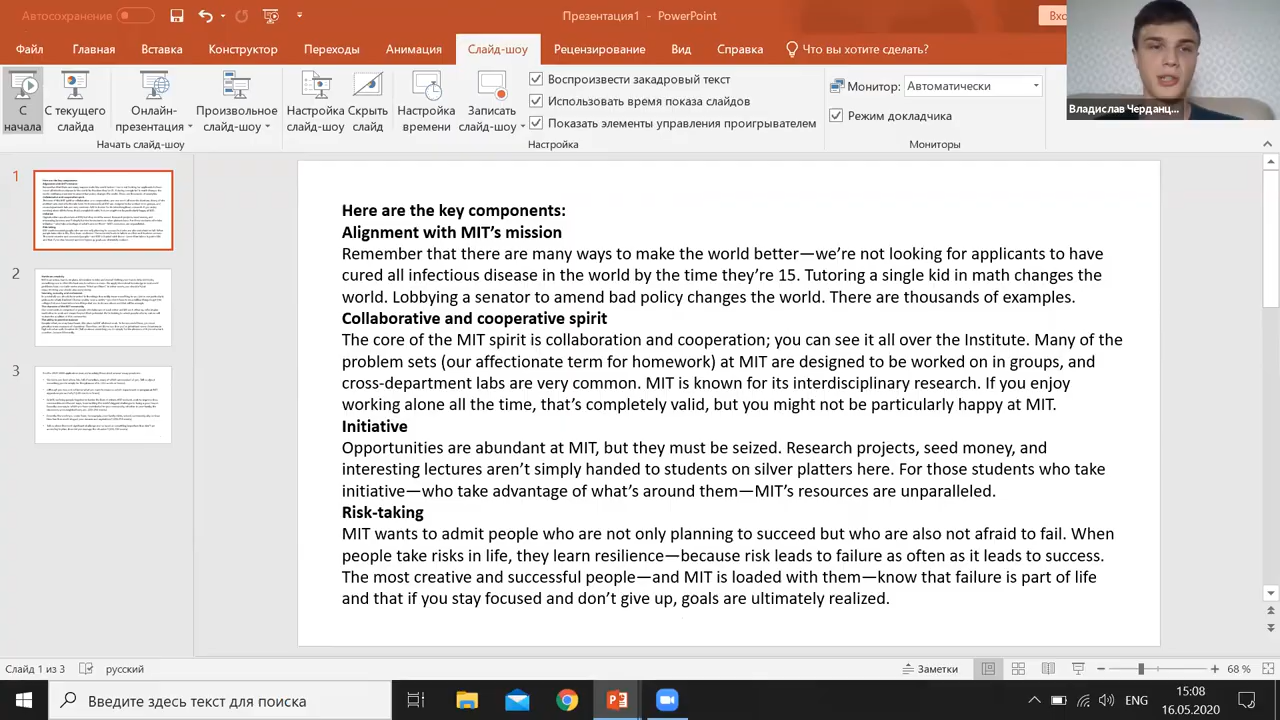 Автосохранение
Презентация1 - PowerPoint
Вхо
Файл Главная Вставка Конструктор Переходы Анимация Слайд-шоу Рецензирование Вид Справка Что вы хотите сделать?
С начала
С текущего слайда
Онлайн-презентация
Произвольное слайд-шоу
Начать слайд-шоу
Настройка слайд-шоу
Скрыть слайд
Настройка времени
Записать слайд-шоу
Воспроизвести закадровый текст
Использовать время показа слайдов
Показать элементы управления проигрывателем
Настройка
Монитор: Автоматически
Режим докладчика
Мониторы
Владислав Черданц...
1
2
3
Here are the key components:
Alignment with MIT’s mission
Remember that there are many ways to make the world better—we’re not looking for applicants to have
cured all infectious disease in the world by the time they’re 15. Tutoring a single kid in math changes the
world. Lobbying a senator to amend bad policy changes the world. There are thousands of examples.
Collaborative and cooperative spirit
The core of the MIT spirit is collaboration and cooperation; you can see it all over the Institute. Many of the
problem sets (our affectionate term for homework) at MIT are designed to be worked on in groups, and
cross-department labs are very common. MIT is known for its interdisciplinary research. If you enjoy
working alone all the time, that’s completely valid, but you might not be particularly happy at MIT.
Initiative
Opportunities are abundant at MIT, but they must be seized. Research projects, seed money, and
interesting lectures aren’t simply handed to students on silver platters here. For those students who take
initiative—who take advantage of what’s around them—MIT’s resources are unparalleled.
Risk-taking
MIT wants to admit people who are not only planning to succeed but who are also not afraid to fail. When
people take risks in life, they learn resilience—because risk leads to failure as often as it leads to success.
The most creative and successful people—and MIT is loaded with them—know that failure is part of life
and that if you stay focused and don’t give up, goals are ultimately realized.
Слайд 1 из 3 русский
Заметки
68 %
Введите здесь текст для поиска
ENG
15:08
16.05.2020